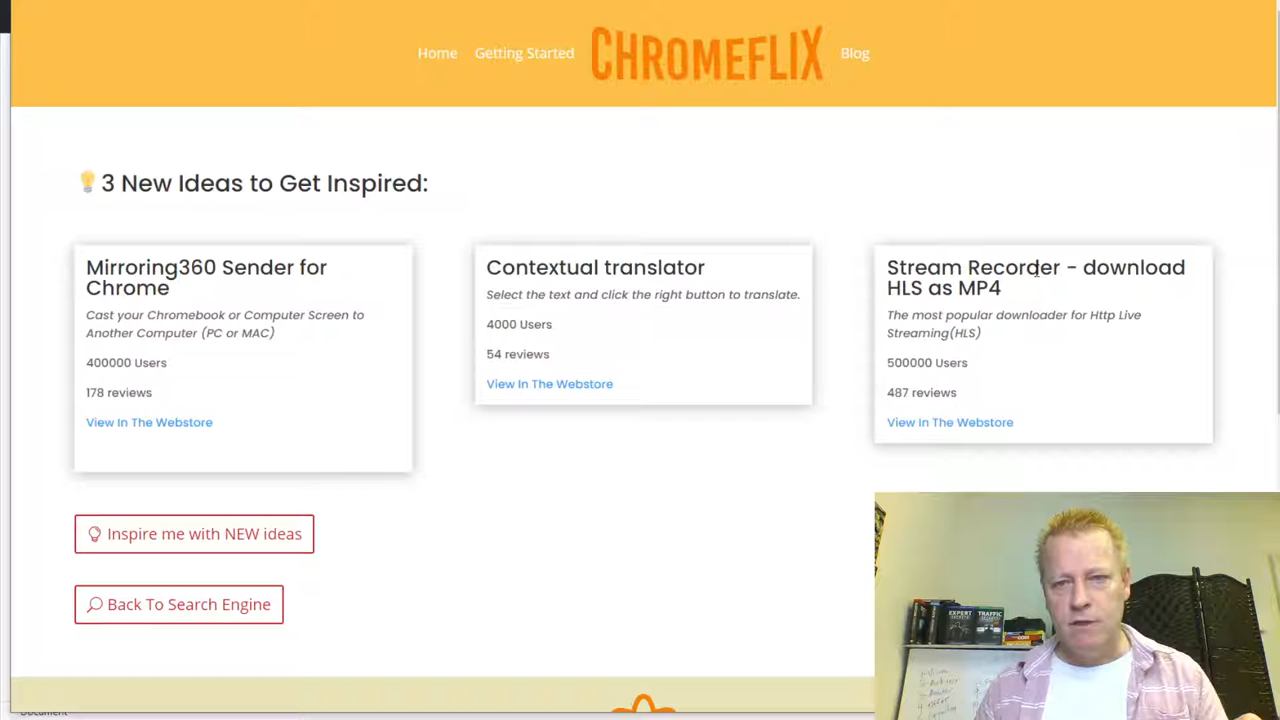 Home
Getting Started
CHROMEFLIX
Blog
3 New Ideas to Get Inspired:
Mirroring360 Sender for
Chrome
Cast your Chromebook or Computer Screen to
Another Computer (PC or MAC)
400000 Users
178 reviews
View In The Webstore
Contextual translator
Select the text and click the right button to translate.
4000 Users
54 reviews
View In The Webstore
Stream Recorder - download
HLS as MP4
The most popular downloader for Http Live
Streaming(HLS)
500000 Users
487 reviews
View In The Webstore
Inspire me with NEW ideas
Back To Search Engine
EXPERT
TRAFFIC